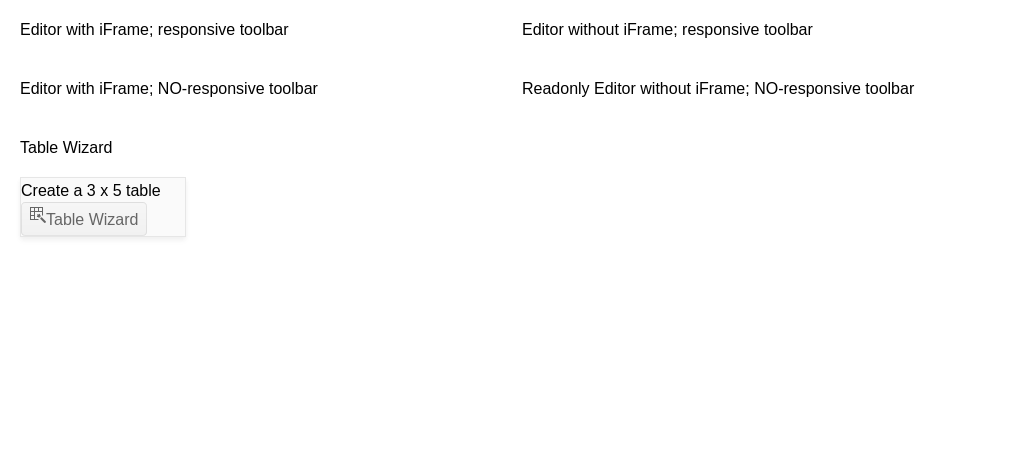 Editor with iFrame; responsive toolbar
Editor without iFrame; responsive toolbar
Editor with iFrame; NO-responsive toolbar
Readonly Editor without iFrame; NO-responsive toolbar
Table Wizard
Create a 3 x 5 table
Table Wizard